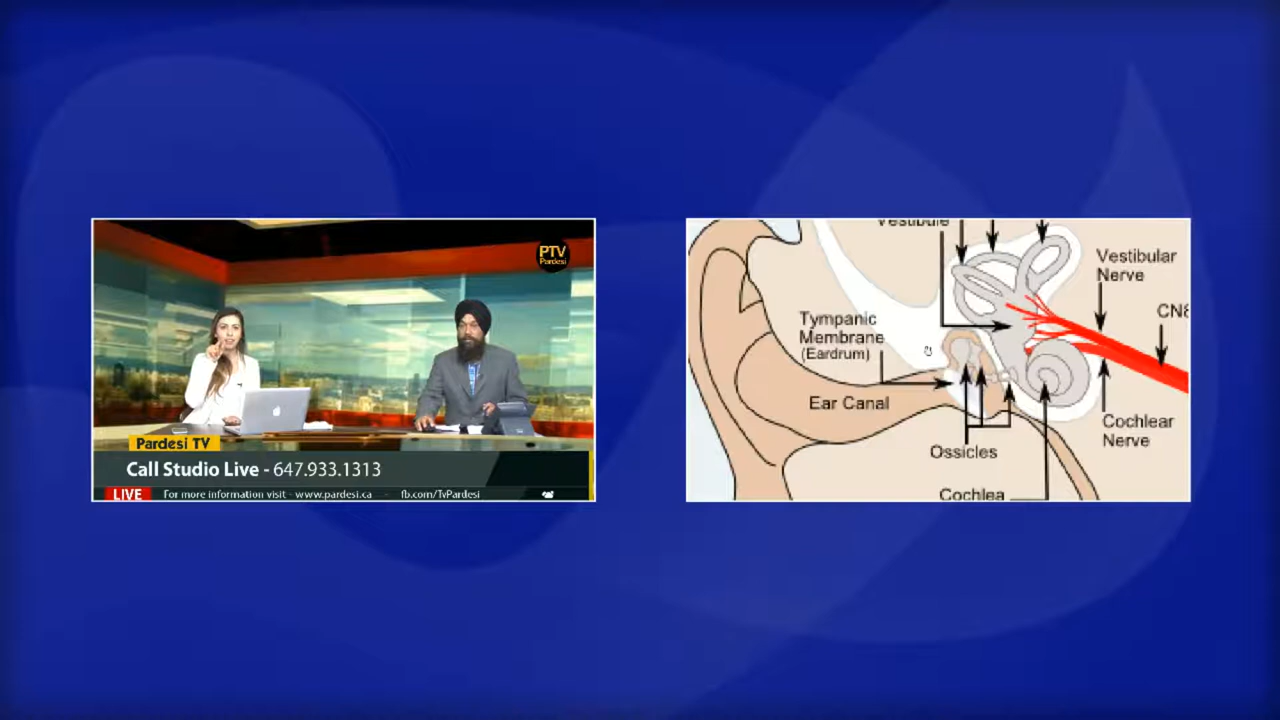 PTV
Pardesi
Pardesi TV
Call Studio Live - 647.933.1313
LIVE For more information visit - www.pardesi.ca - fb.com/TvPardesi
Vestibule
Vestibular
Nerve
CN8
Tympanic
Membrane
(Eardrum)
Ear Canal
Cochlear
Nerve
Ossicles
Cochlea